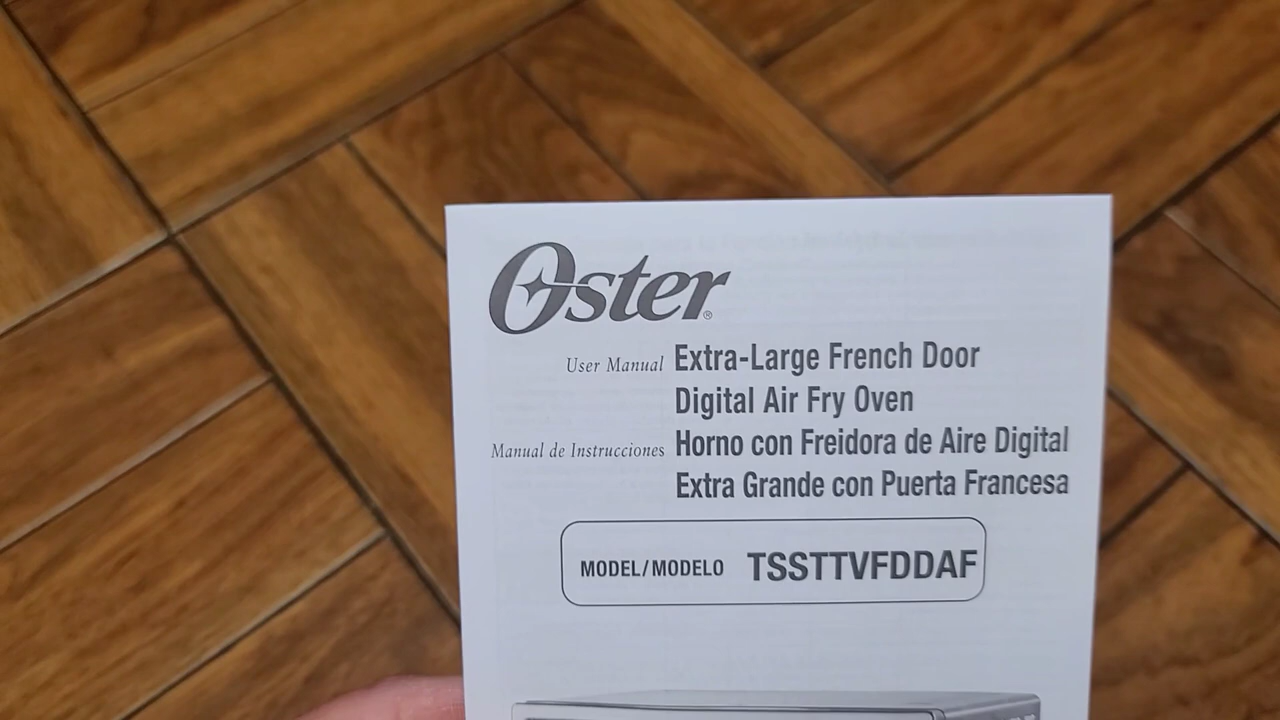 Oster®
User Manual Extra-Large French Door
Digital Air Fry Oven
Manual de Instrucciones Horno con Freidora de Aire Digital
Extra Grande con Puerta Francesa
MODEL/MODELO TSSTTVFDDAF